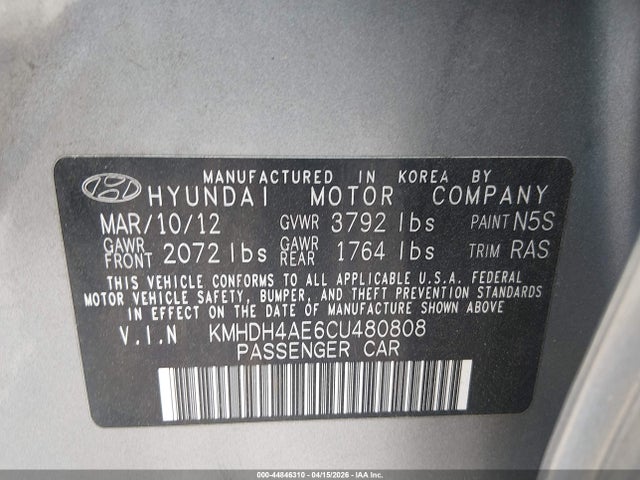 MANUFACTURED IN KOREA BY
HYUNDAI MOTOR COMPANY
MAR/10/12 GVWR 3792 lbs PAINT N5S
GAWR FRONT 2072 lbs GAWR REAR 1764 lbs TRIM RAS
THIS VEHICLE CONFORMS TO ALL APPLICABLE U.S.A. FEDERAL
MOTOR VEHICLE SAFETY, BUMPER, AND THEFT PREVENTION STANDARDS
IN EFFECT ON THE DATE OF MANUFACTURE SHOWN ABOVE
V.I.N KMHDH4AE6CU480808
PASSENGER CAR
000-44846310 - 04/15/2026 - IAA Inc.